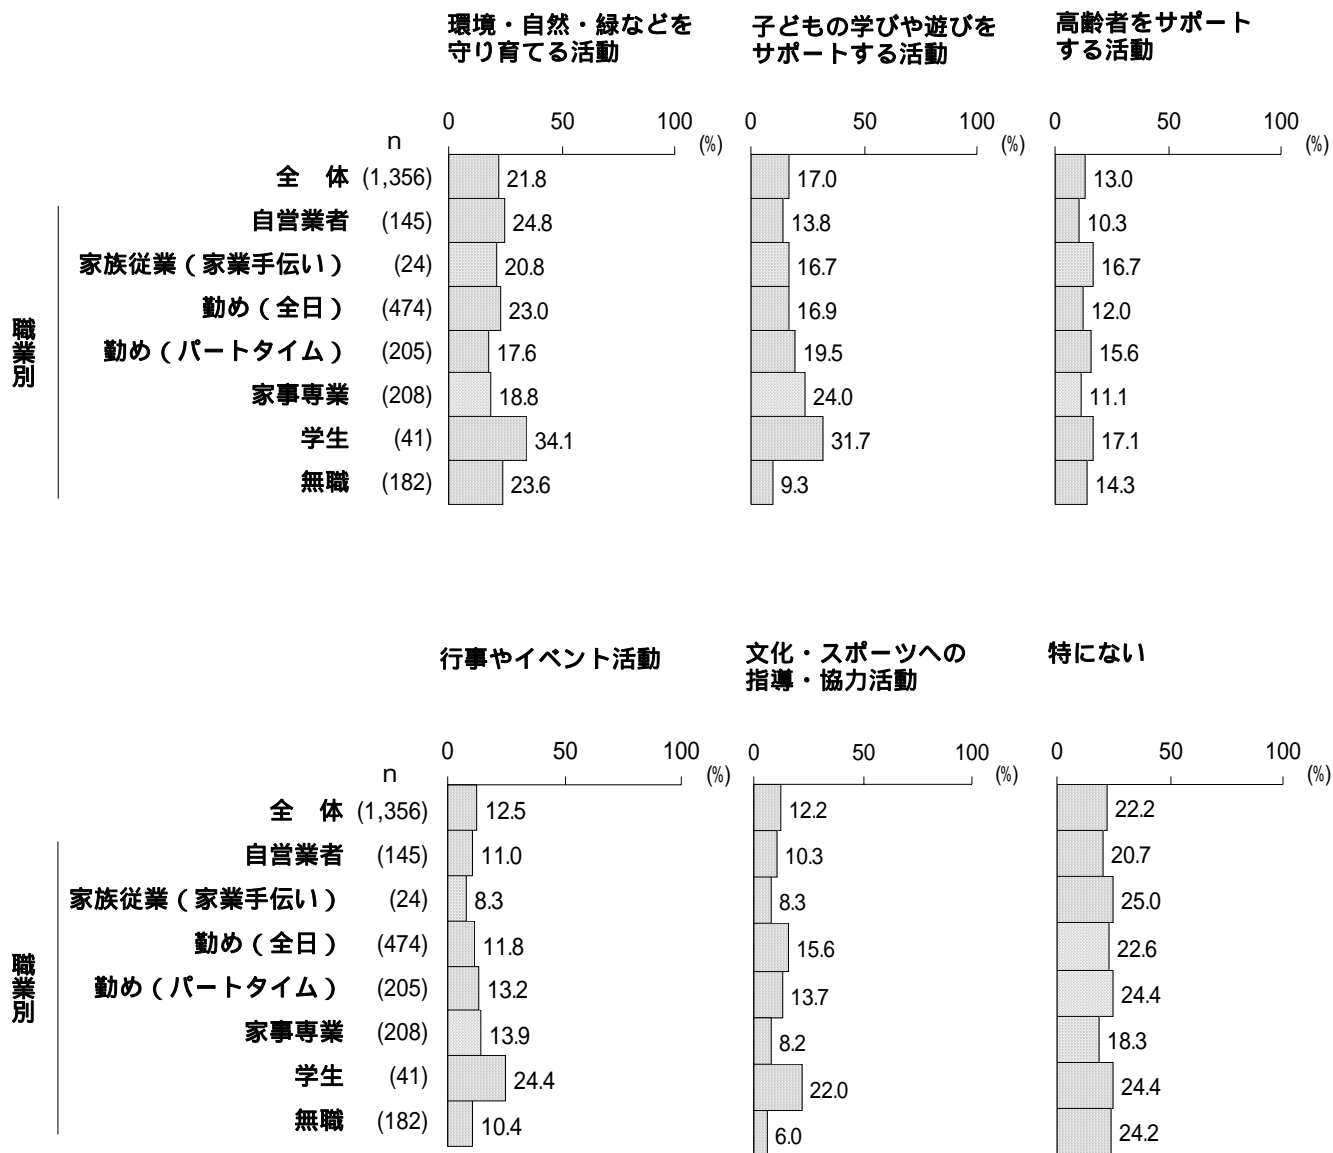 環境・自然・緑などを
守り育てる活動
子どもの学びや遊びを
サポートする活動
高齢者をサポート
する活動
n
0 50 100 (%)
0 50 100 (%)
0 50 100 (%)
全　体 (1,356) 21.8 17.0 13.0
職業別
自営業者 (145) 24.8 13.8 10.3
家族従業（家業手伝い） (24) 20.8 16.7 16.7
勤め（全日） (474) 23.0 16.9 12.0
勤め（パートタイム） (205) 17.6 19.5 15.6
家事専業 (208) 18.8 24.0 11.1
学生 (41) 34.1 31.7 17.1
無職 (182) 23.6 9.3 14.3
行事やイベント活動
文化・スポーツへの
指導・協力活動
特にない
n
0 50 100 (%)
0 50 100 (%)
0 50 100 (%)
全　体 (1,356) 12.5 12.2 22.2
職業別
自営業者 (145) 11.0 10.3 20.7
家族従業（家業手伝い） (24) 8.3 8.3 25.0
勤め（全日） (474) 11.8 15.6 22.6
勤め（パートタイム） (205) 13.2 13.7 24.4
家事専業 (208) 13.9 8.2 18.3
学生 (41) 24.4 22.0 24.4
無職 (182) 10.4 6.0 24.2